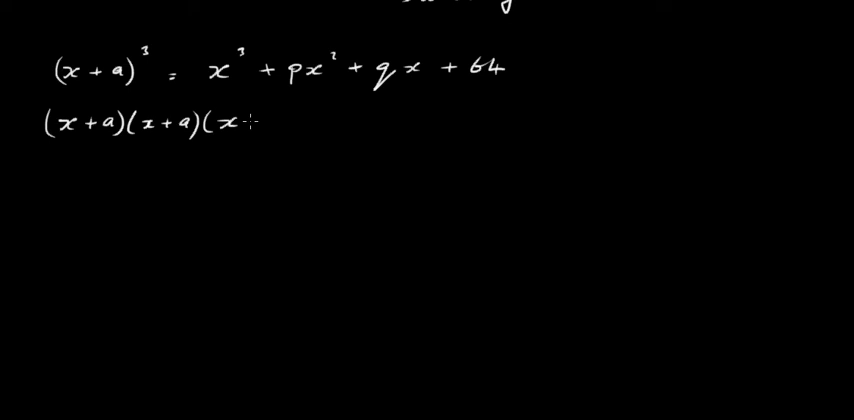 (x + a)³ = x³ + px² + qx + 64
(x + a)(x + a)(x +